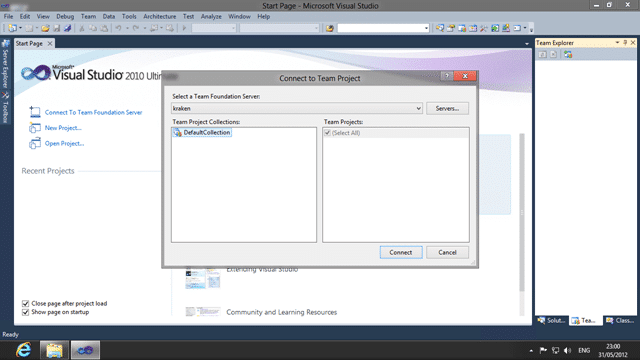 Start Page - Microsoft Visual Studio
File Edit View Debug Team Data Tools Architecture Test Analyze Window Help
Start Page
Team Explorer
Microsoft
Visual Studio 2010 Ultim
Server Explorer
Toolbox
Connect To Team Foundation Server
New Project...
Open Project...
Recent Projects
Connect to Team Project
Select a Team Foundation Server:
kraken
Servers...
Team Project Collections:
Team Projects:
DefaultCollection
(Select All)
Connect
Cancel
Extending Visual Studio
Community and Learning Resources
Close page after project load
Show page on startup
Solut...
Tea...
Class...
Ready
ENG
23:00
31/05/2012